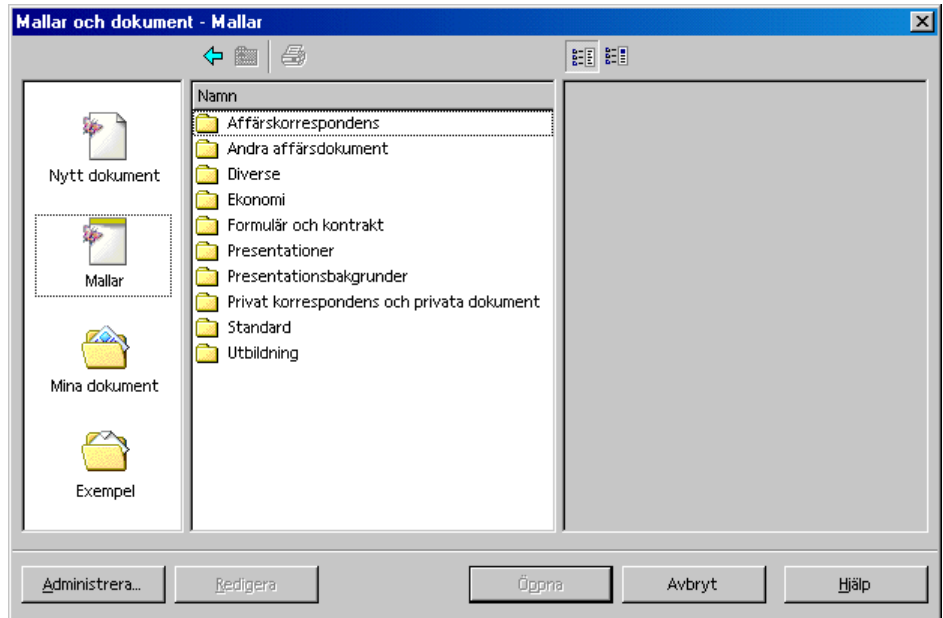 Mallar och dokument - Mallar
Nytt dokument
Mallar
Mina dokument
Exempel
Namn
Affärskorrespondens
Andra affärsdokument
Diverse
Ekonomi
Formulär och kontrakt
Presentationer
Presentationsbakgrunder
Privat korrespondens och privata dokument
Standard
Utbildning
Administrera...
Redigera
Öppna
Avbryt
Hjälp